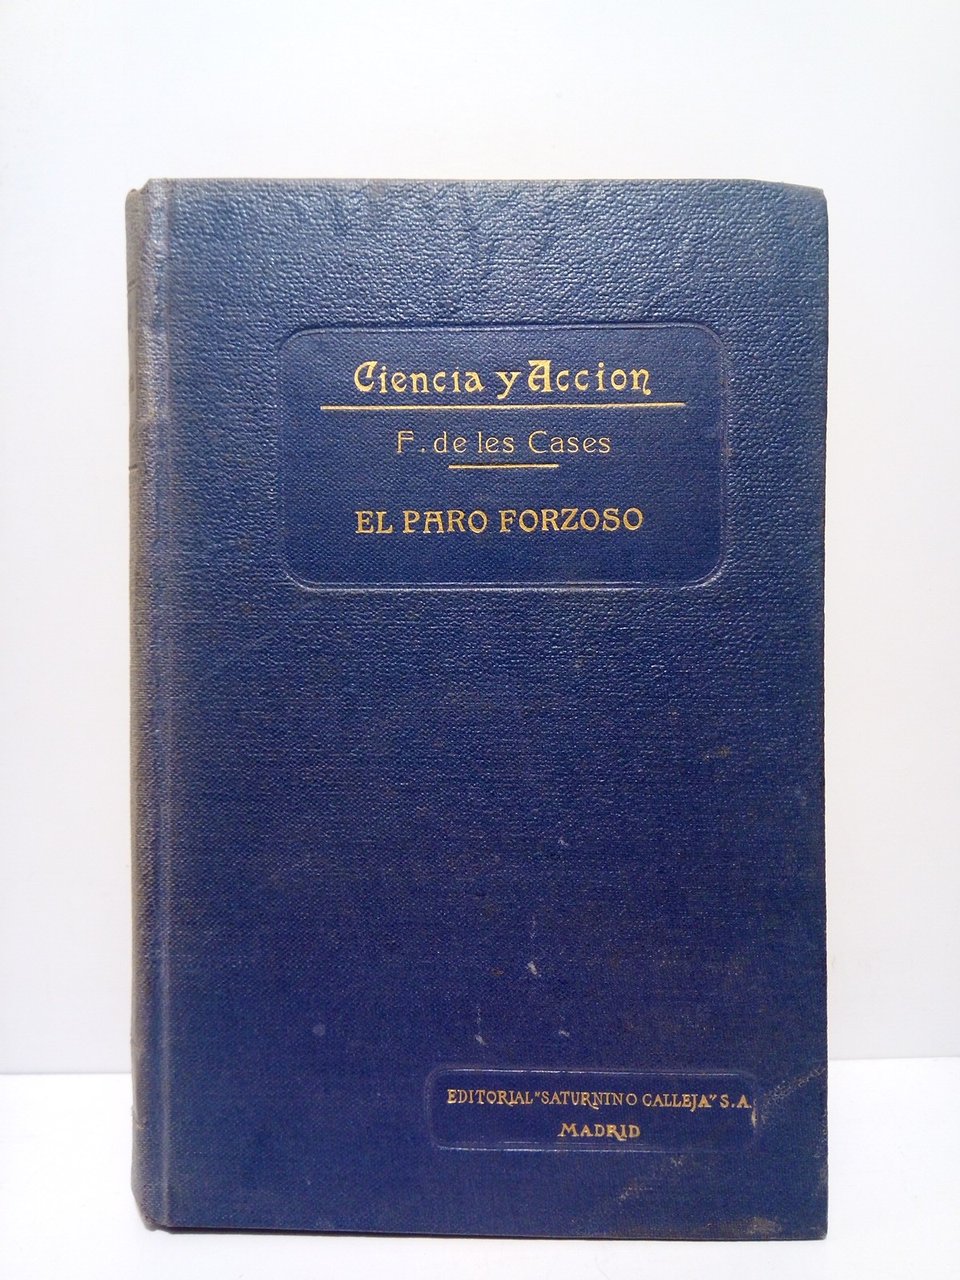 Ciencia y Accion
F. de les Cases
EL PARO FORZOSO
EDITORIAL "SATURNINO CALLEJA" S.A.
MADRID